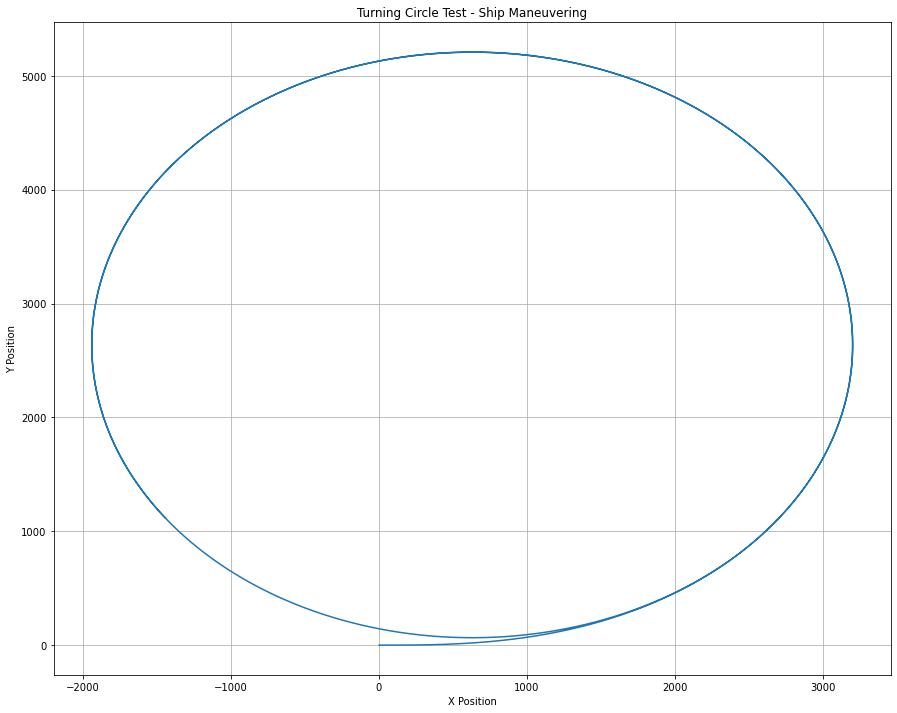 Turning Circle Test - Ship Maneuvering
5000
4000
3000
2000
1000
0
Y Position
−2000 −1000 0 1000 2000 3000
X Position